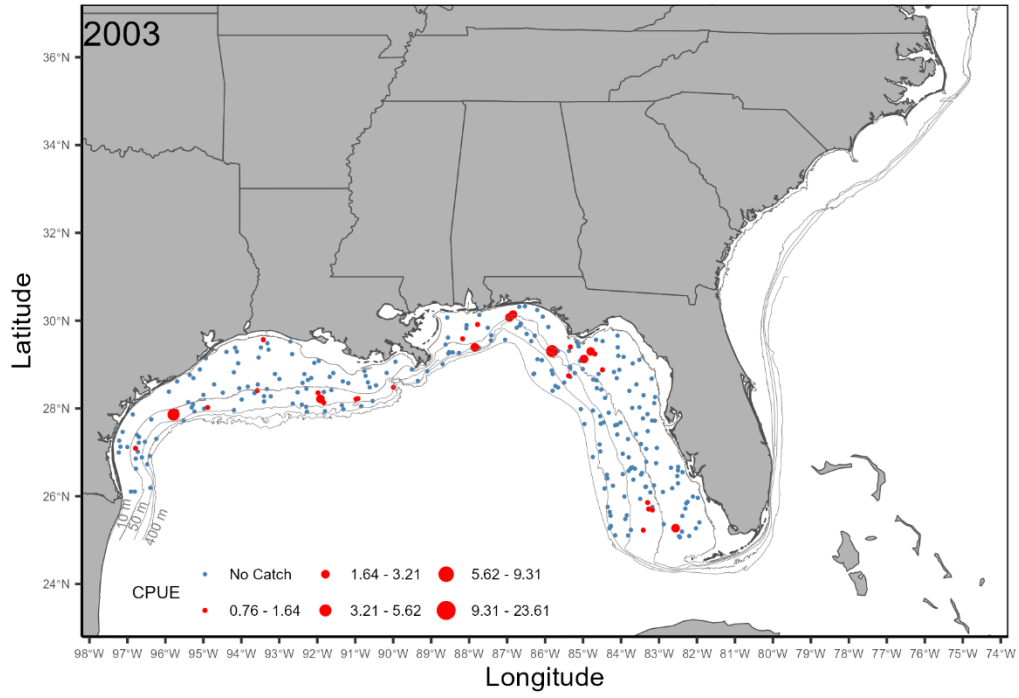 2003
36°N
34°N
32°N
30°N
28°N
26°N
24°N
Latitude
10 m
50 m
400 m
CPUE
No Catch
1.64 - 3.21
5.62 - 9.31
0.76 - 1.64
3.21 - 5.62
9.31 - 23.61
98°W 97°W 96°W 95°W 94°W 93°W 92°W 91°W 90°W 89°W 88°W 87°W 86°W 85°W 84°W 83°W 82°W 81°W 80°W 79°W 78°W 77°W 76°W 75°W 74°W
Longitude